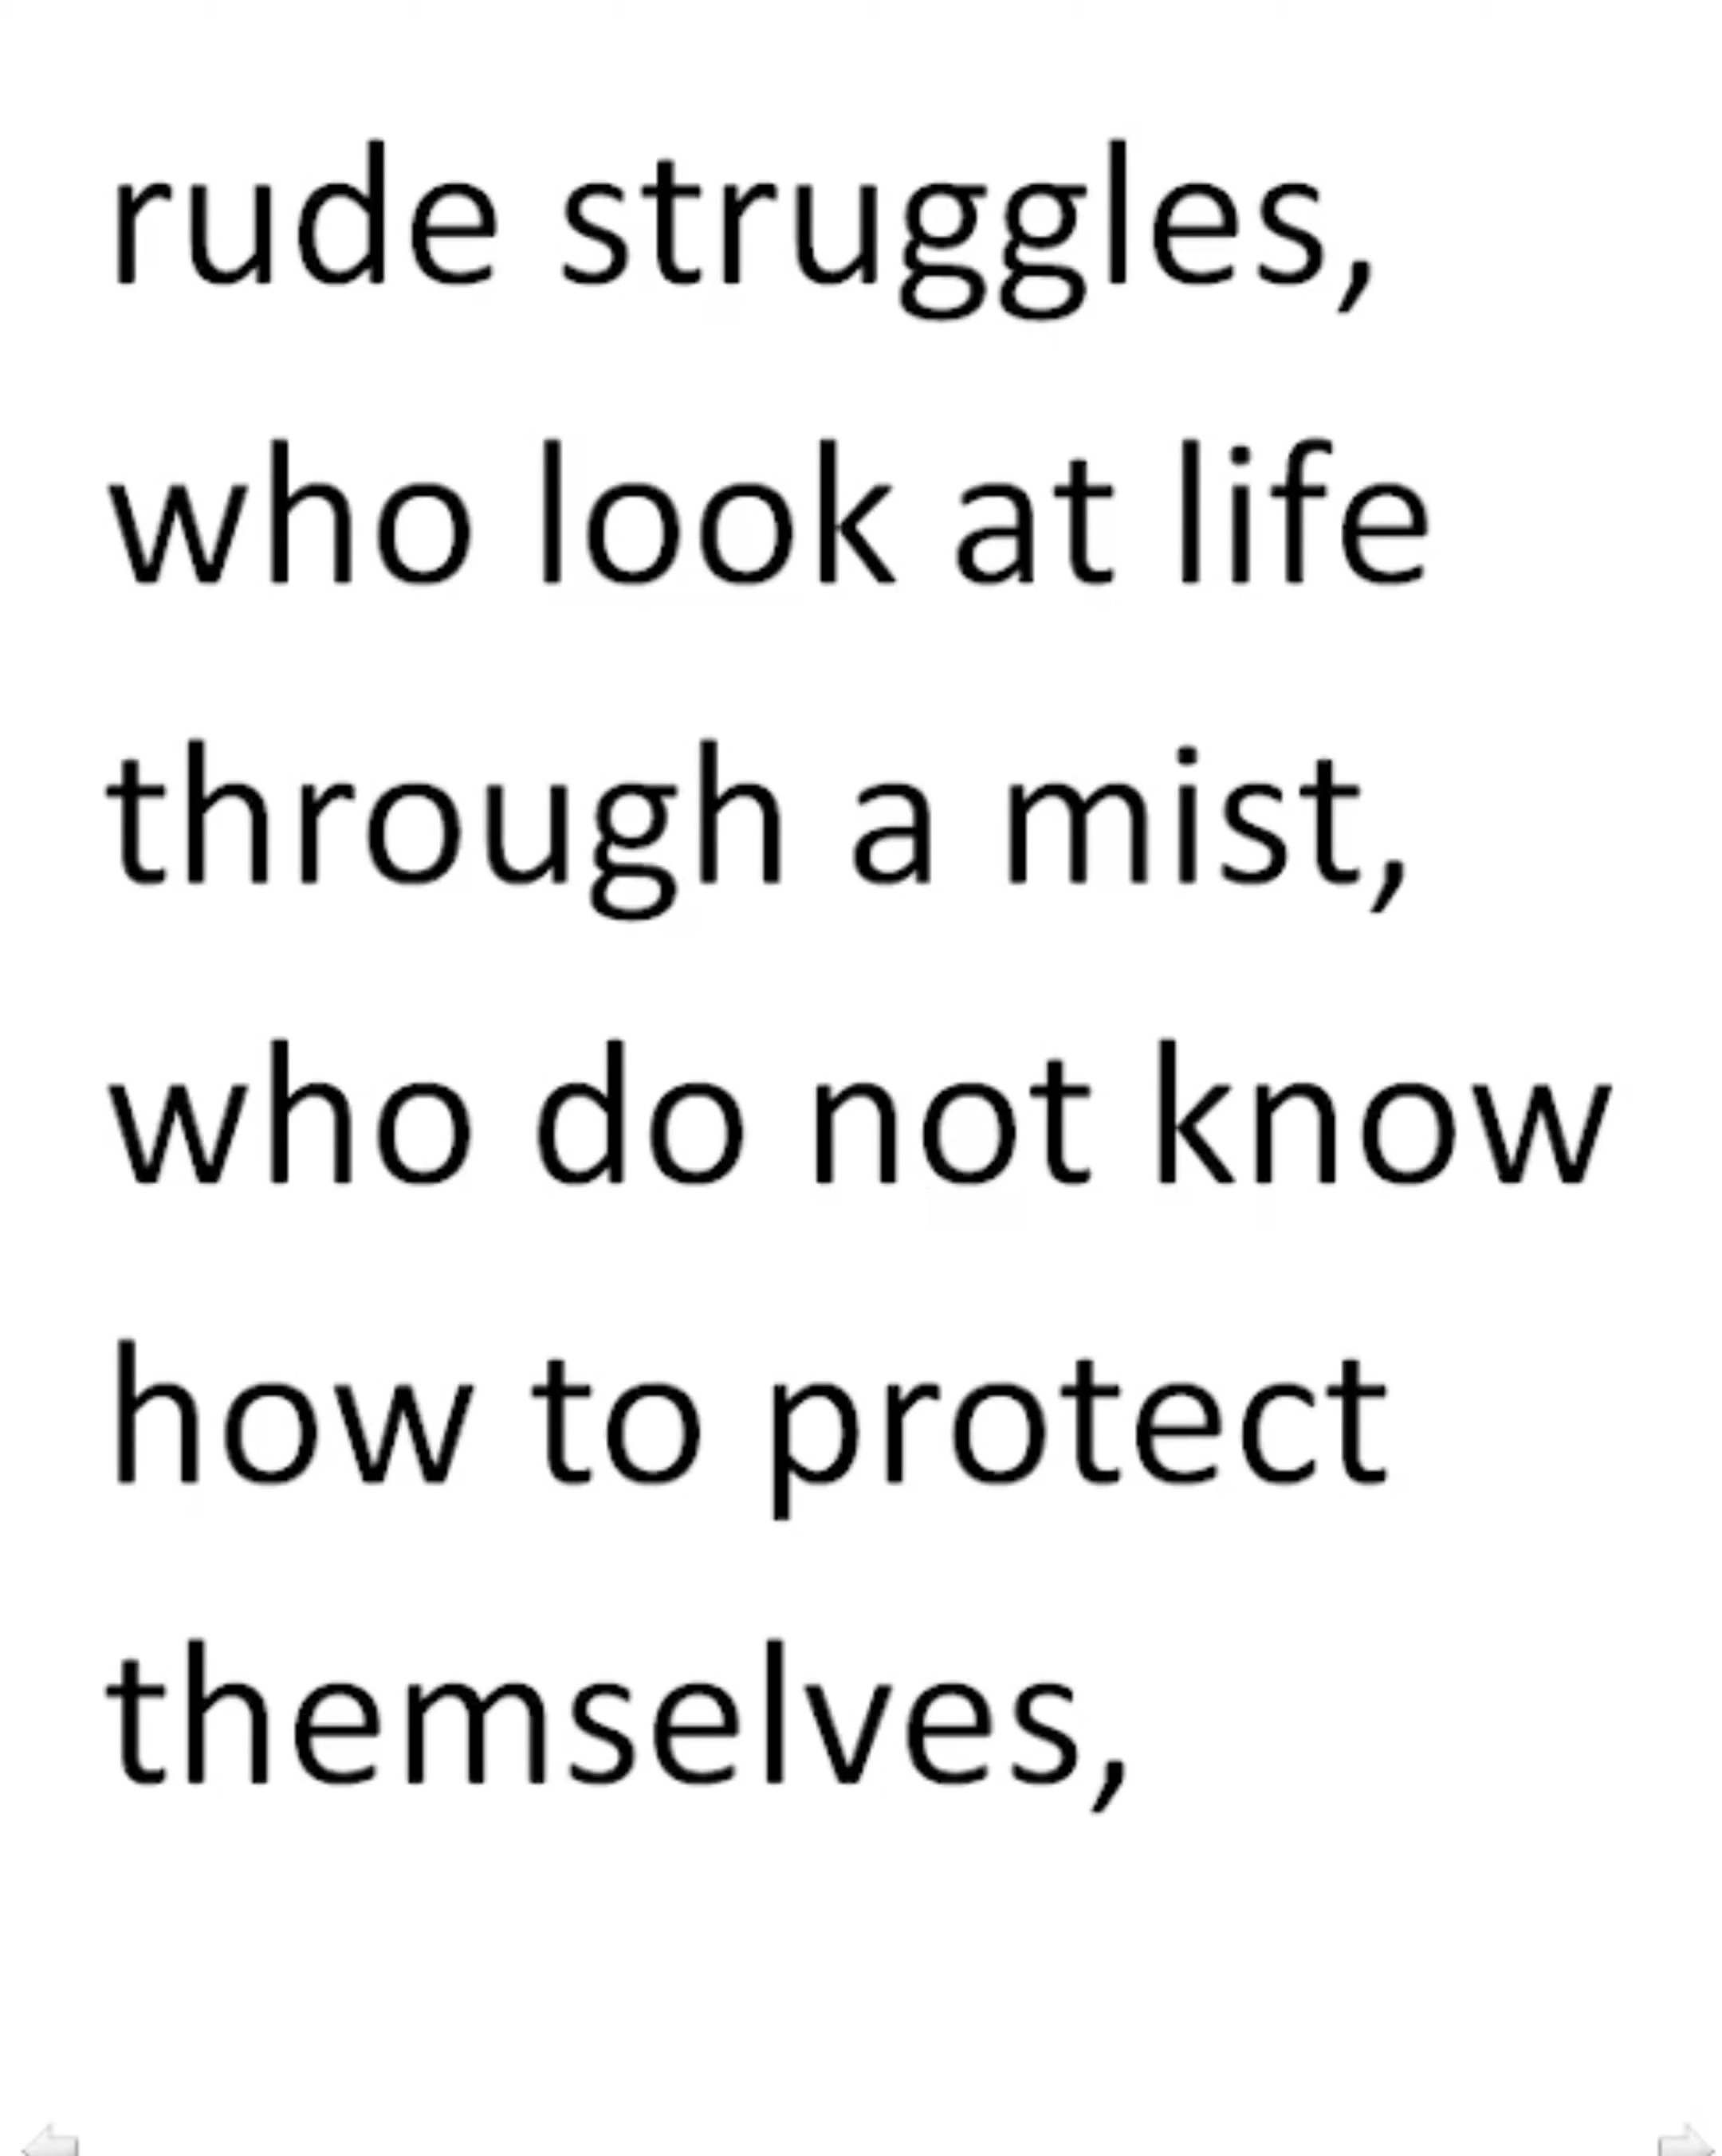 rude struggles,
who look at life
through a mist,
who do not know
how to protect
themselves,